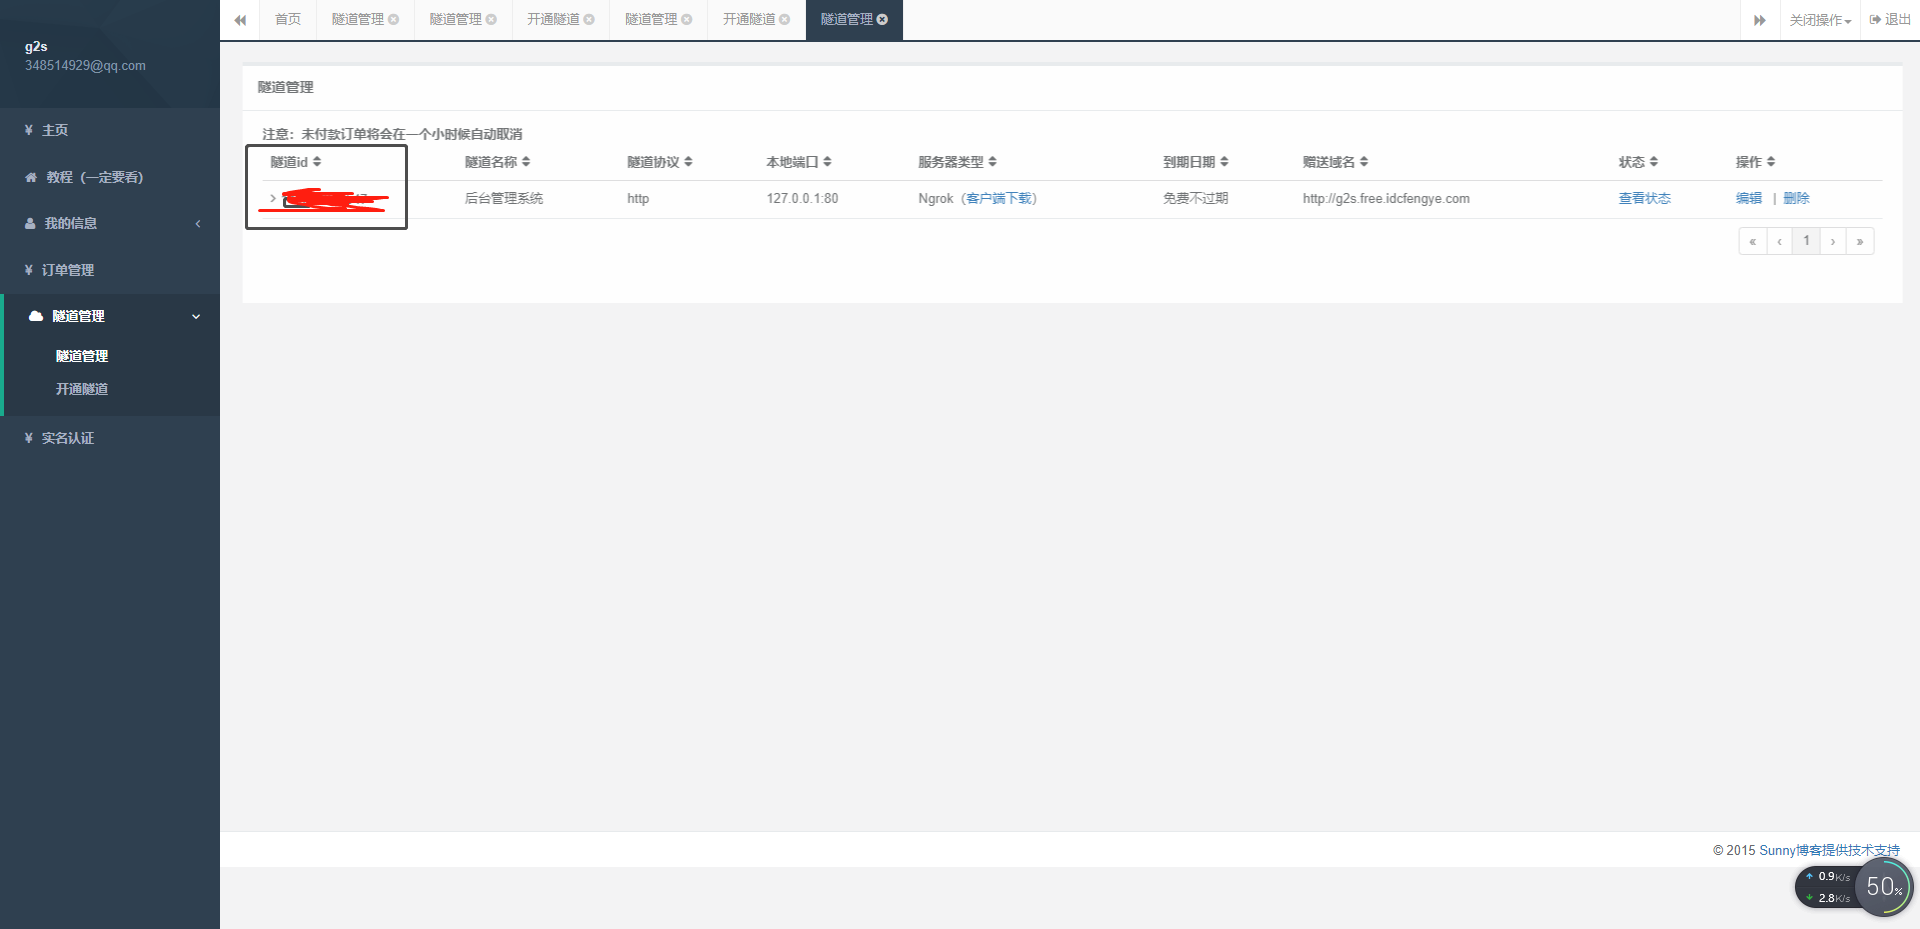 g2s
348514929@qq.com
¥ 主页
教程（一定要看）
我的信息
¥ 订单管理
隧道管理
隧道管理
开通隧道
¥ 实名认证
首页 隧道管理 隧道管理 开通隧道 隧道管理 开通隧道 隧道管理 关闭操作 退出
隧道管理
注意：未付款订单将会在一个小时候自动取消
隧道id 隧道名称 隧道协议 本地端口 服务器类型 到期日期 赠送域名 状态 操作
后台管理系统 http 127.0.0.1:80 Ngrok（客户端下载） 免费不过期 http://g2s.free.idcfengye.com 查看状态 编辑 | 删除
« ‹ 1 › »
© 2015 Sunny博客提供技术支持
0.9K/s
2.8K/s
50%